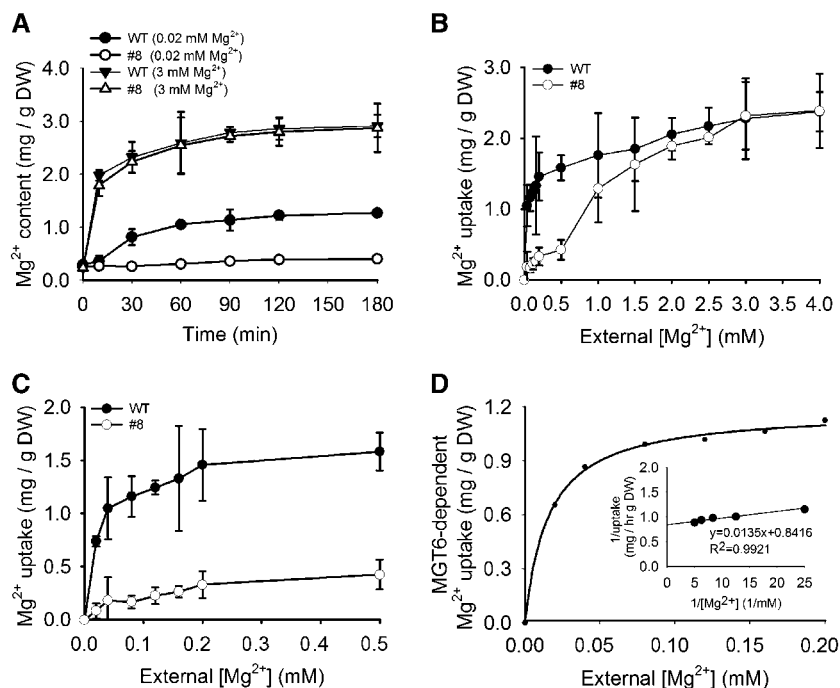 A
WT (0.02 mM Mg²⁺)
#8 (0.02 mM Mg²⁺)
WT (3 mM Mg²⁺)
#8 (3 mM Mg²⁺)
Mg²⁺ content (mg / g DW)
4.0
3.0
2.0
1.0
0.0
0 30 60 90 120 150 180
Time (min)
B
WT
#8
Mg²⁺ uptake (mg / g DW)
3.0
2.0
1.0
0.0
0.0 0.5 1.0 1.5 2.0 2.5 3.0 3.5 4.0
External [Mg²⁺] (mM)
C
WT
#8
Mg²⁺ uptake (mg / g DW)
2.0
1.5
1.0
0.5
0.0
0.0 0.1 0.2 0.3 0.4 0.5
External [Mg²⁺] (mM)
D
MGT6-dependent
Mg²⁺ uptake (mg / g DW)
1.2
0.9
0.6
0.3
0.0
0.00 0.05 0.10 0.15 0.20
External [Mg²⁺] (mM)
1/uptake
(mg / hr g DW)
2.0
1.5
1.0
0.5
0.0
y=0.0135x+0.8416
R²=0.9921
0 5 10 15 20 25
1/[Mg²⁺] (1/mM)